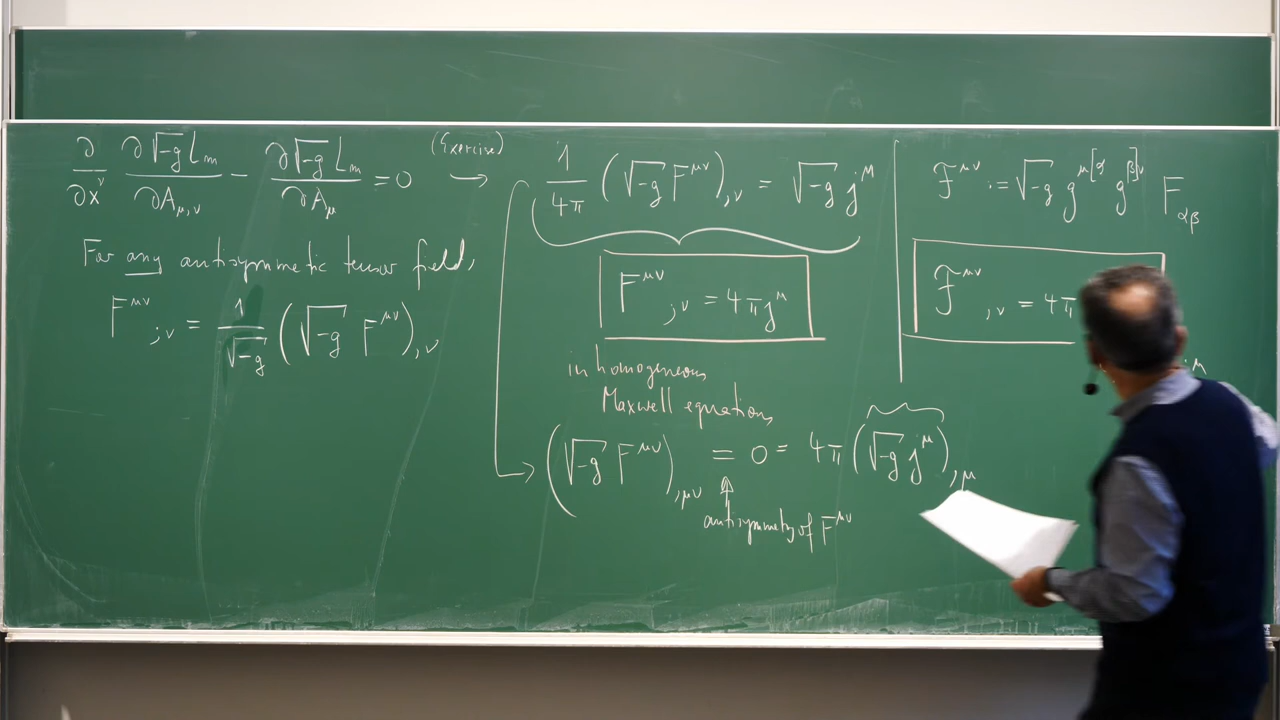 ∂/∂x^ν ∂√-g L_m/∂A_μ,ν - ∂√-g L_m/∂A_μ = 0 (Exercise) ⟶
For any antisymmetric tensor field,
F^μν_;ν = 1/√-g (√-g F^μν)_,ν
1/4π (√-g F^μν)_,ν = √-g j^μ
F^μν_;ν = 4π j^μ
inhomogeneous
Maxwell equations
(√-g F^μν)_,μν = 0 = 4π (√-g j^μ)_,μ
↑
antisymmetry of F^μν
ℱ^μν := √-g g^μ[α g^β]ν F_αβ
ℱ^μν_,ν = 4π